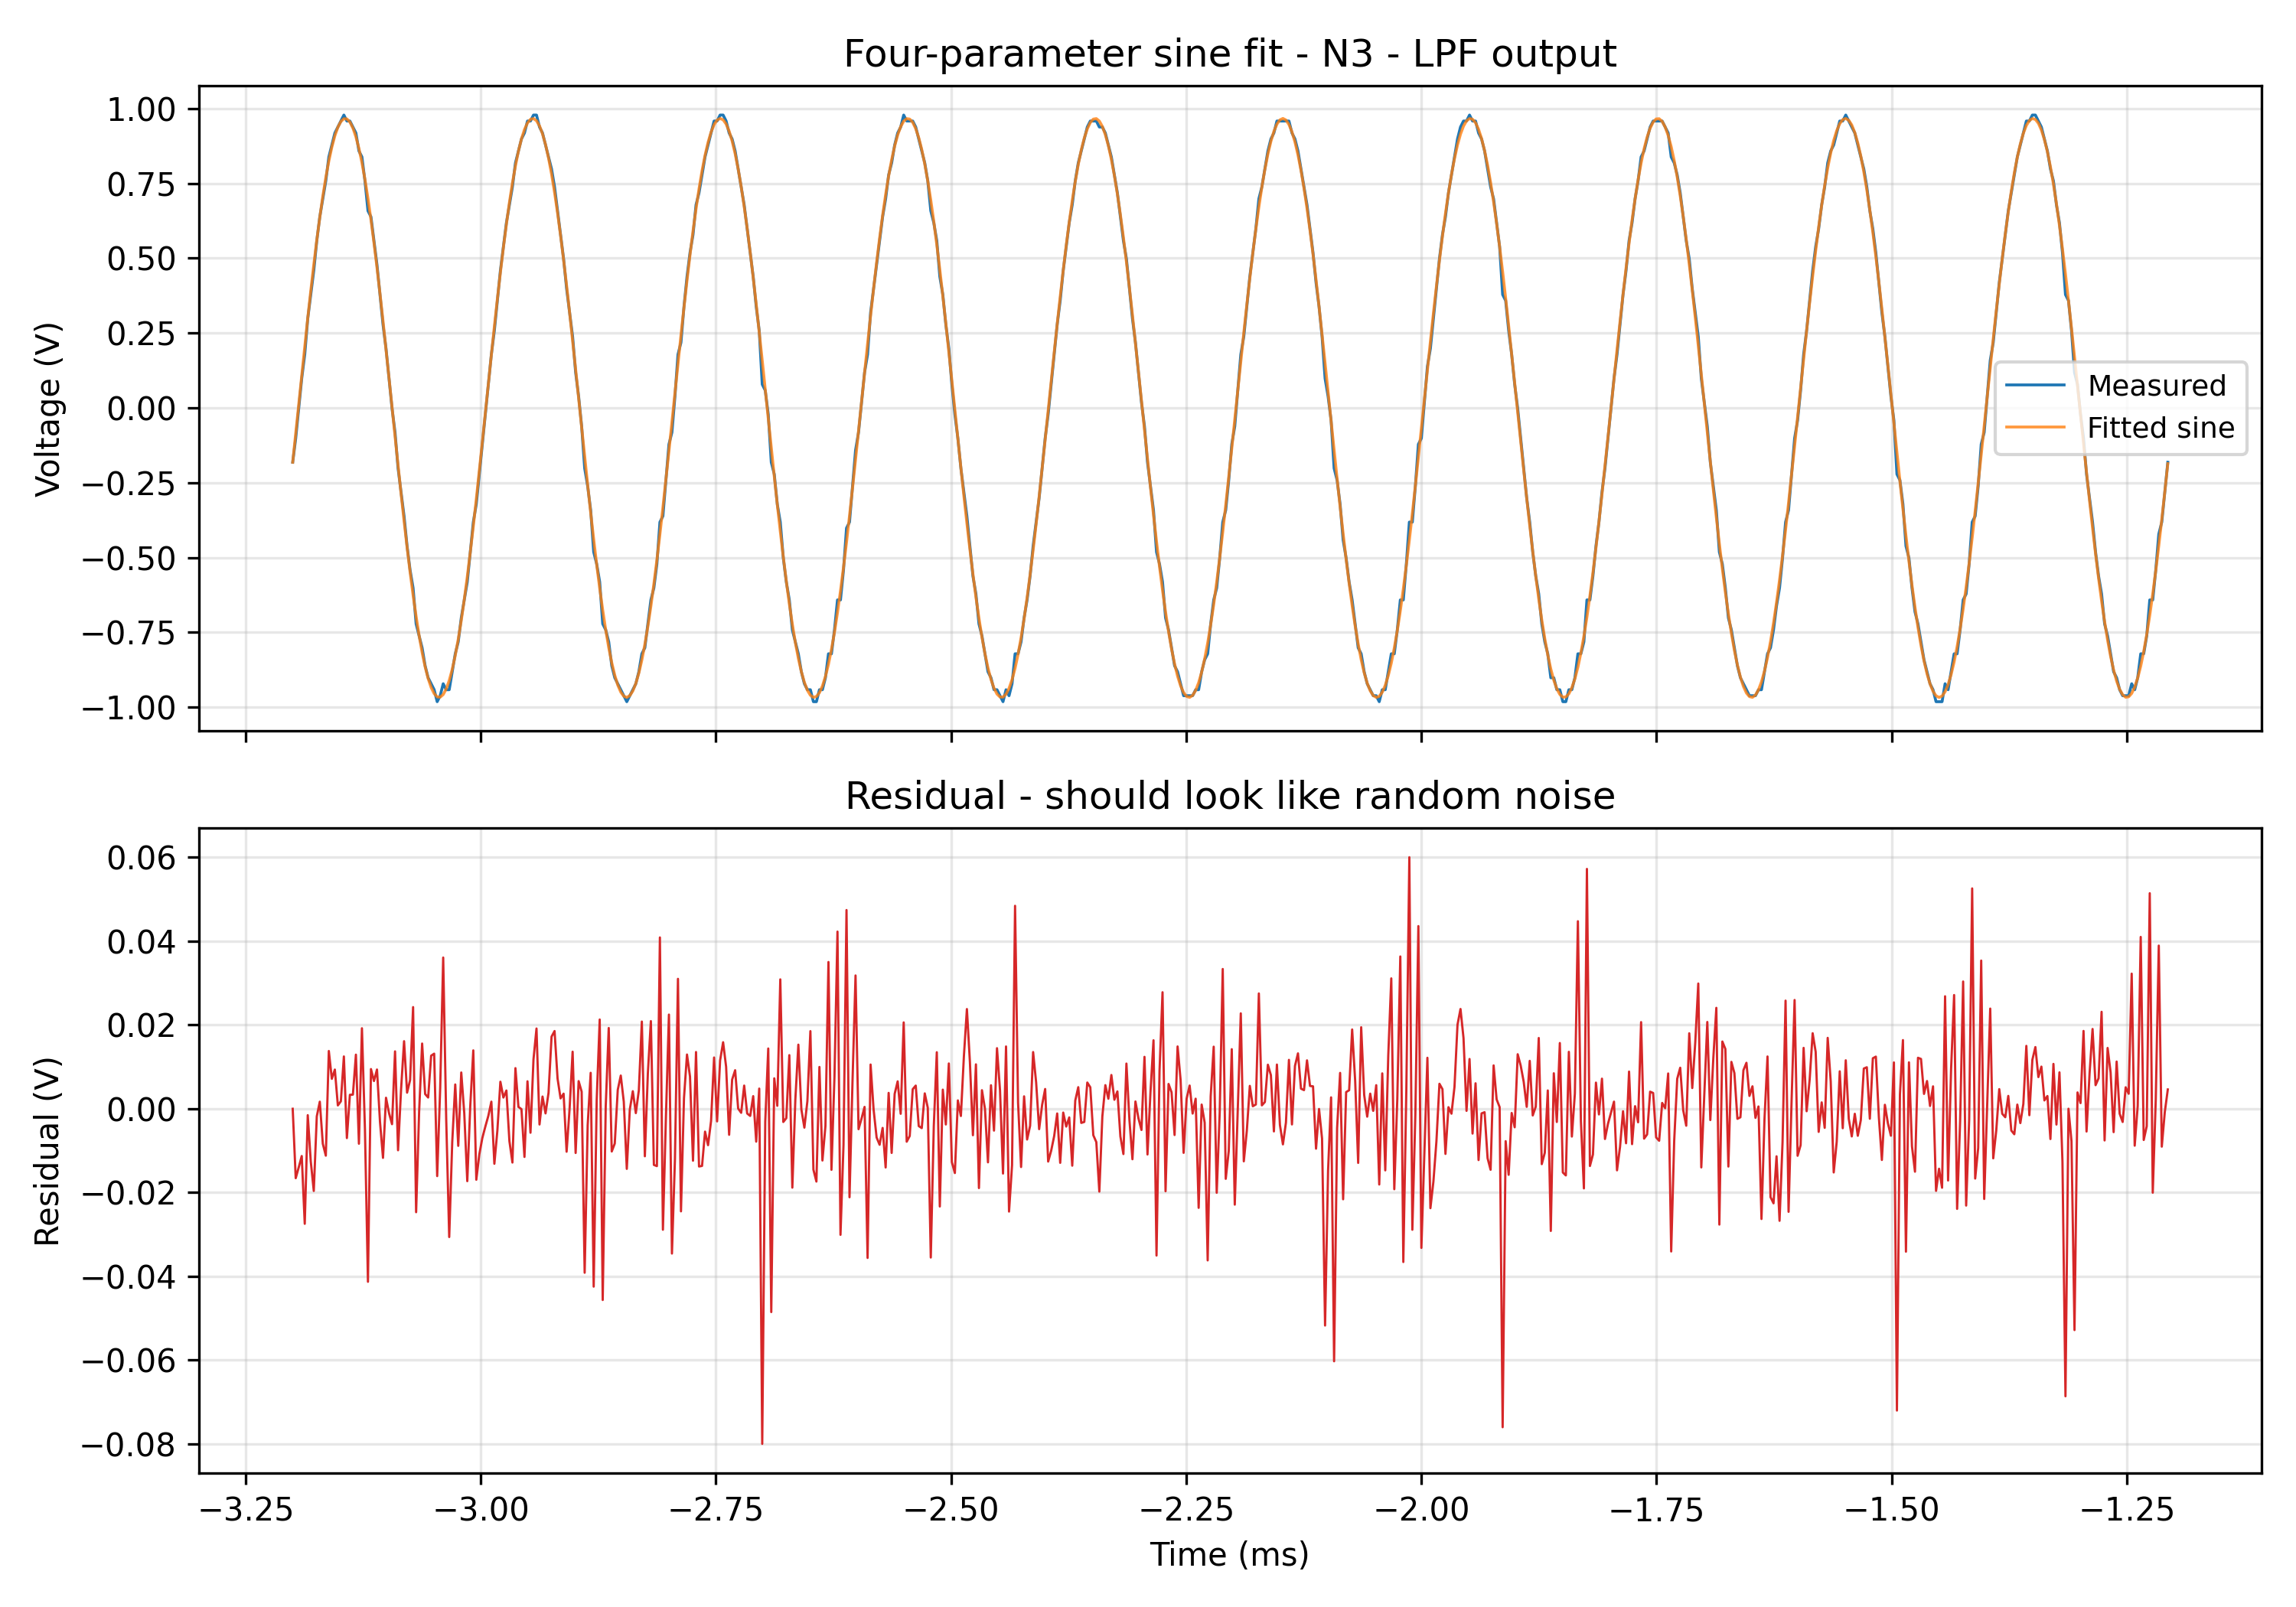 Four-parameter sine fit - N3 - LPF output
1.00
0.75
0.50
0.25
0.00
−0.25
−0.50
−0.75
−1.00
Voltage (V)
Measured
Fitted sine
Residual - should look like random noise
0.06
0.04
0.02
0.00
−0.02
−0.04
−0.06
−0.08
Residual (V)
−3.25 −3.00 −2.75 −2.50 −2.25 −2.00 −1.75 −1.50 −1.25
Time (ms)